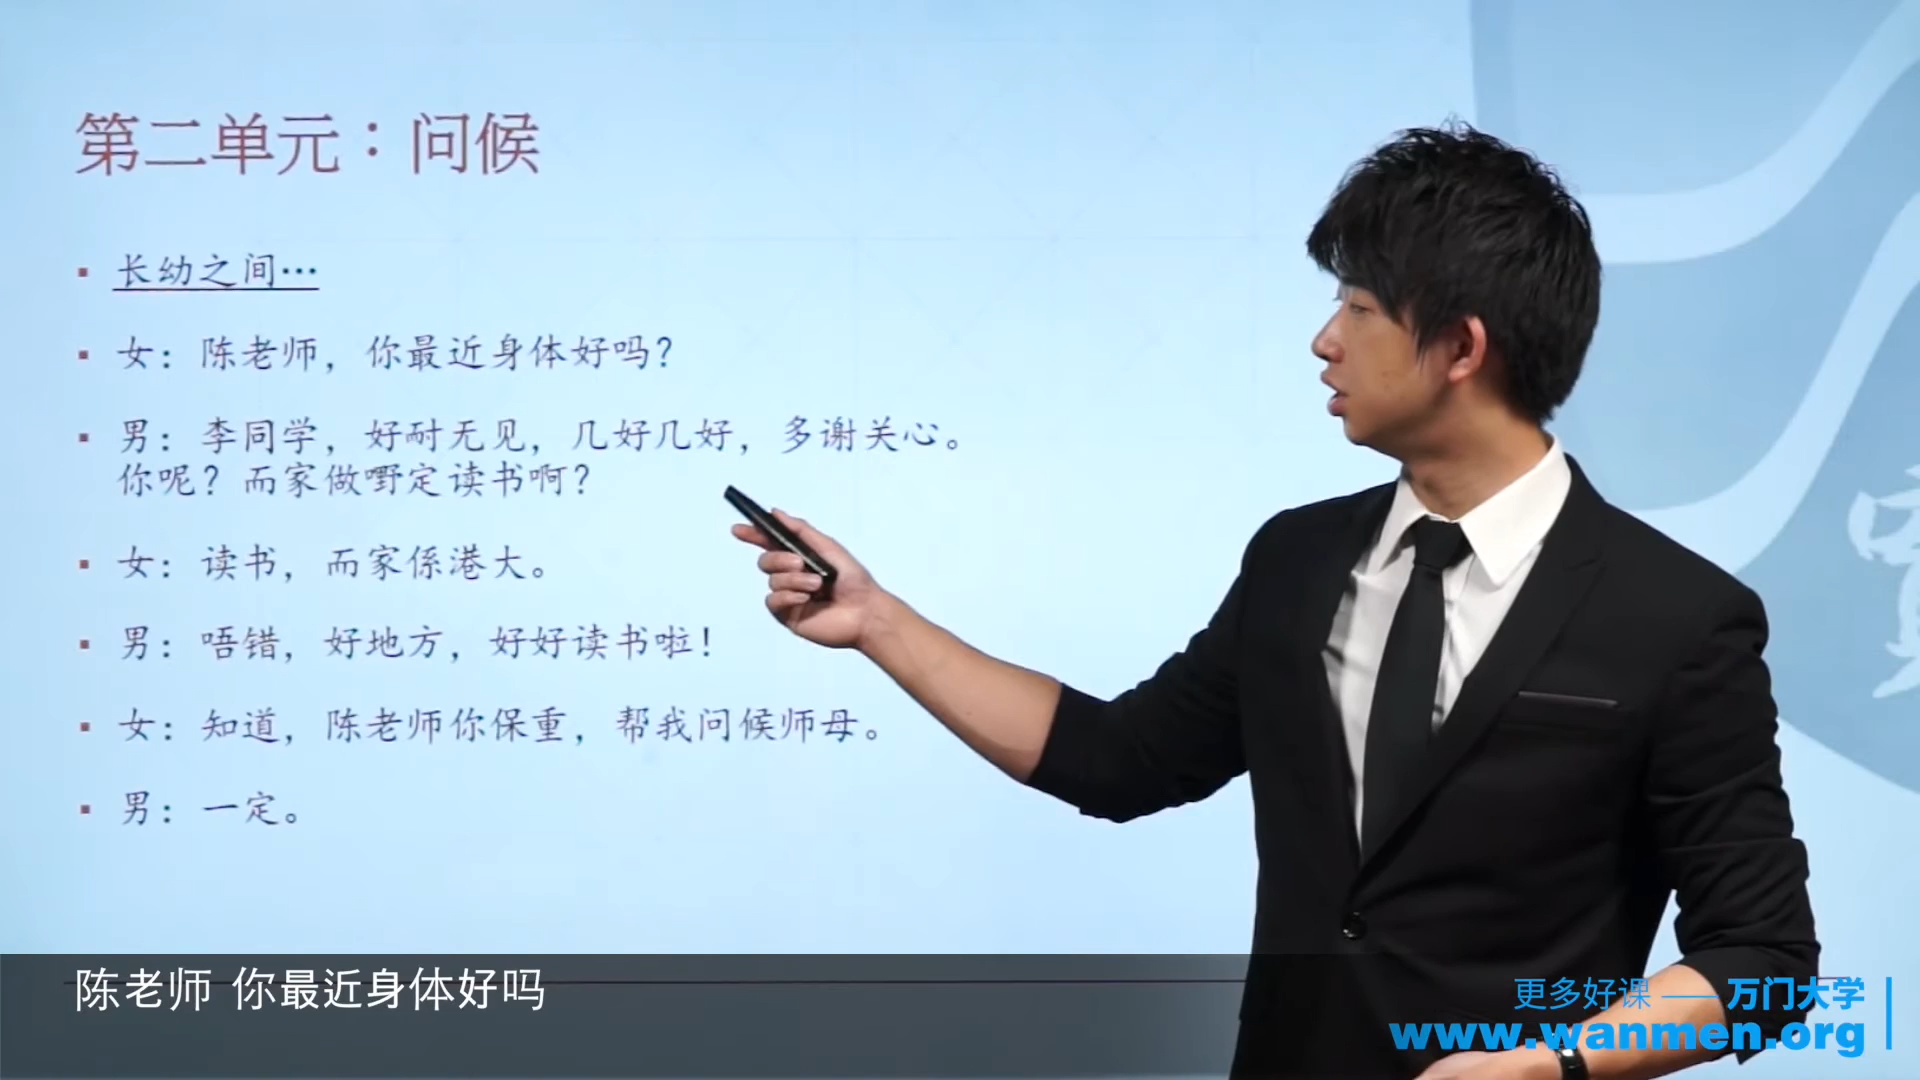 第二单元：问候
▪ 长幼之间…
▪ 女：陈老师，你最近身体好吗？
▪ 男：李同学，好耐无见，几好几好，多谢关心。
你呢？而家做嘢定读书啊？
▪ 女：读书，而家係港大。
▪ 男：唔错，好地方，好好读书啦！
▪ 女：知道，陈老师你保重，帮我问候师母。
▪ 男：一定。
陈老师 你最近身体好吗
更多好课 —— 万门大学
www.wanmen.org